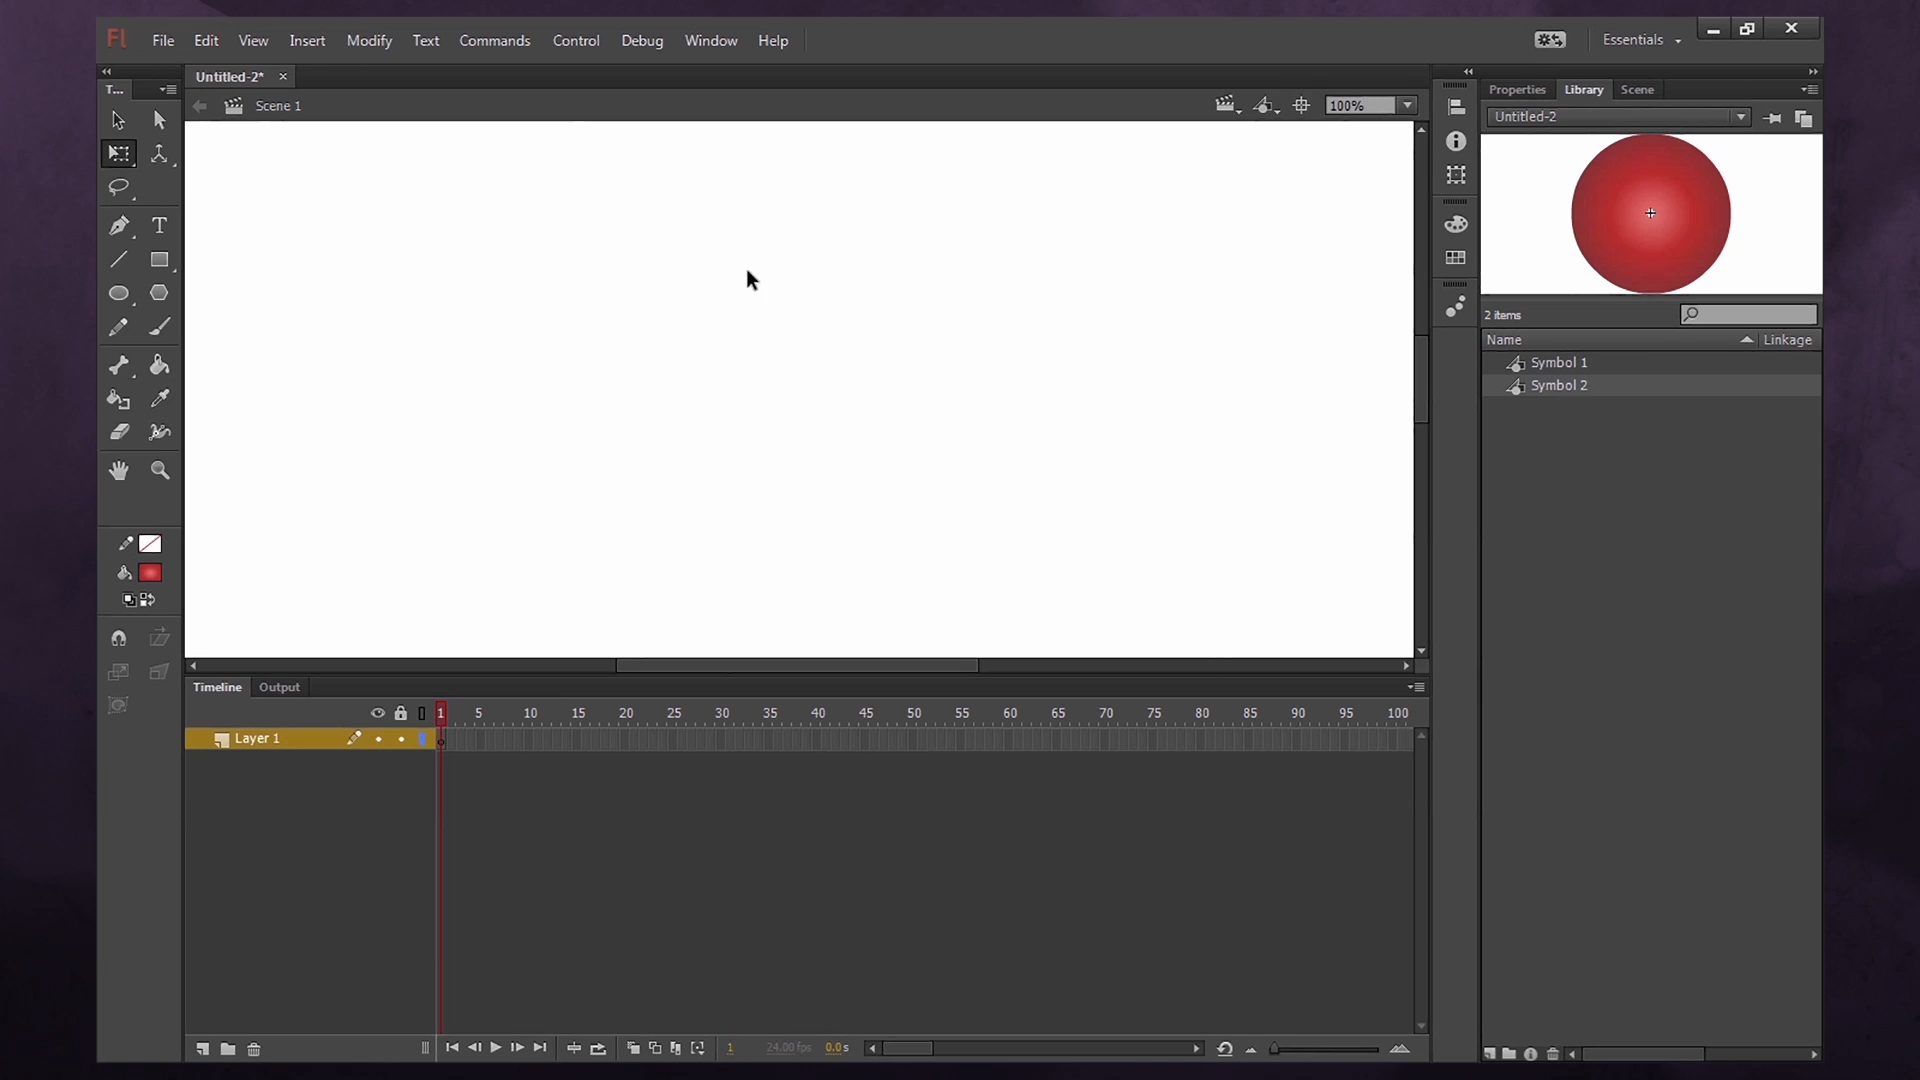 Fl File Edit View Insert Modify Text Commands Control Debug Window Help Essentials
Untitled-2* ×
T...
Scene 1
100%
Properties Library Scene
Untitled-2
2 items
Name Linkage
Symbol 1
Symbol 2
Timeline Output
1 5 10 15 20 25 30 35 40 45 50 55 60 65 70 75 80 85 90 95 100
Layer 1
1 24.00 fps 0.0 s